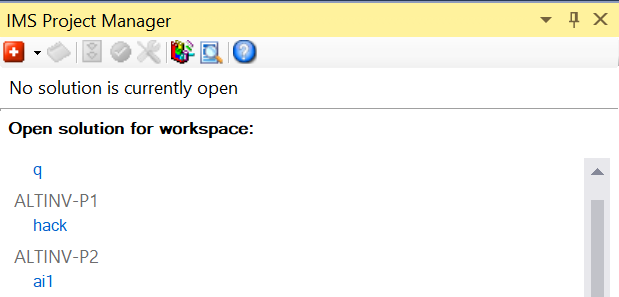 IMS Project Manager
No solution is currently open
Open solution for workspace:
q
ALTINV-P1
hack
ALTINV-P2
ai1